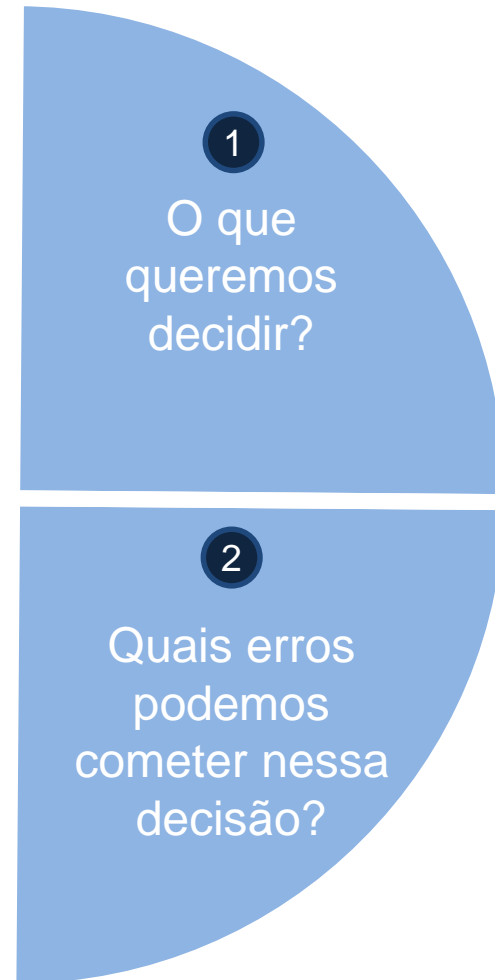 1
O que
queremos
decidir?
2
Quais erros
podemos
cometer nessa
decisão?